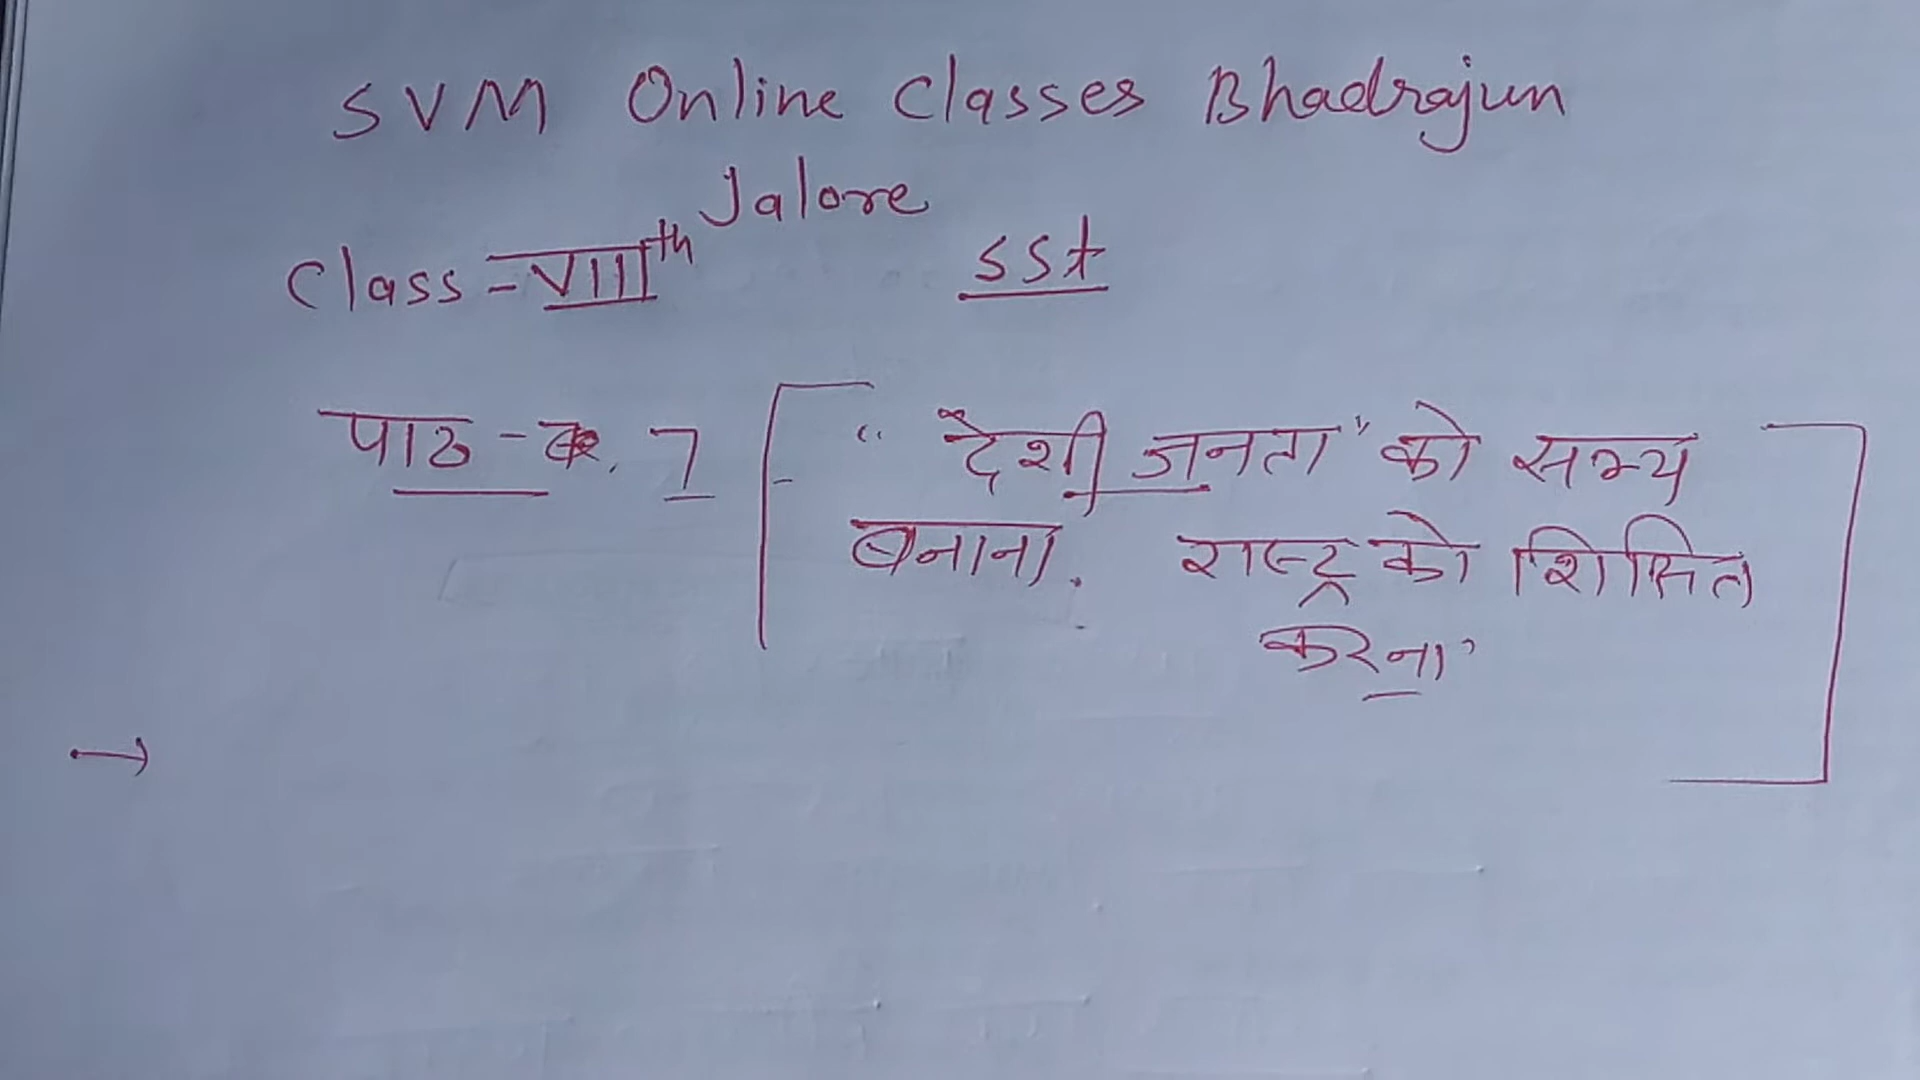 SVM Online Classes Bhadrajun
Jalore
Class - VIIIth SSt
पाठ - क्र. 7 [ - “ देशी जनता” को सभ्य
बनाना. राष्ट्र को शिक्षित
करना’ ]
→